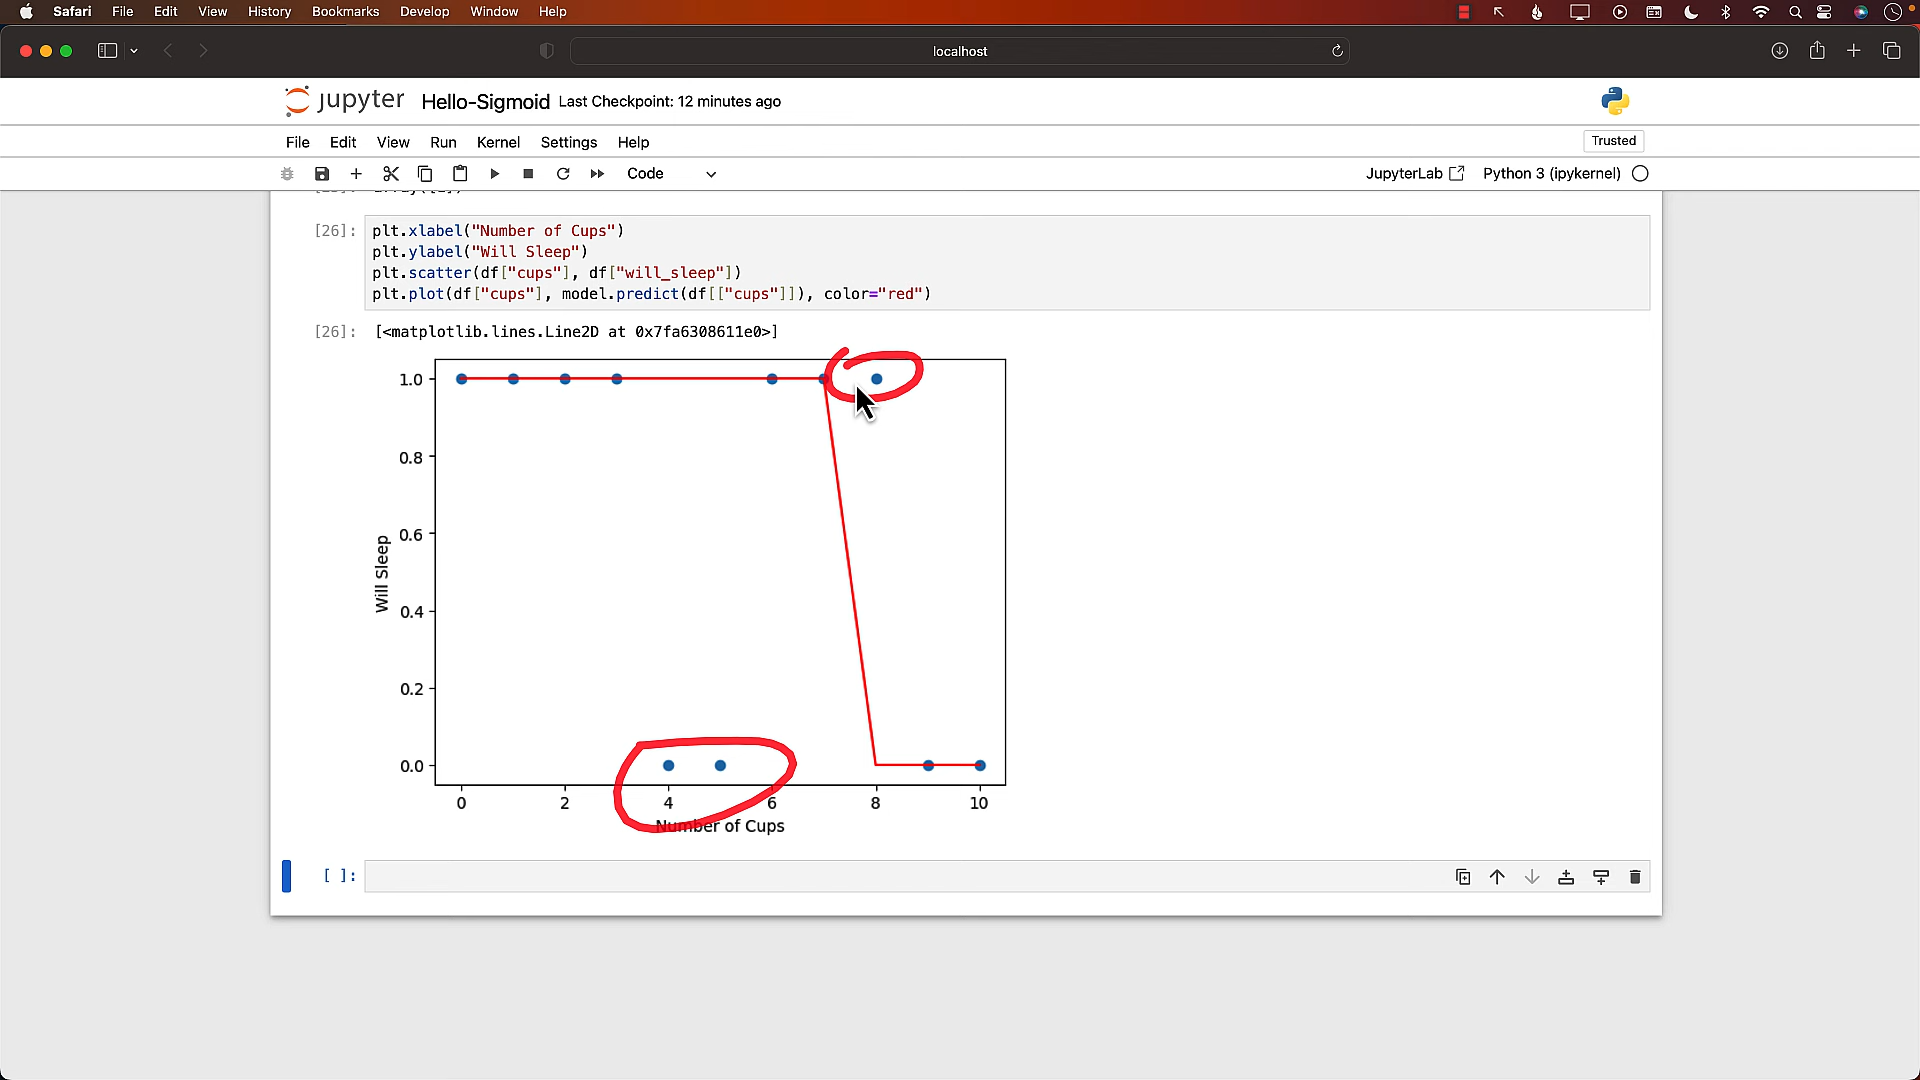 Safari File Edit View History Bookmarks Develop Window Help
localhost
jupyter Hello-Sigmoid Last Checkpoint: 12 minutes ago
File Edit View Run Kernel Settings Help
Trusted
Code
JupyterLab Python 3 (ipykernel)
[26]:
plt.xlabel("Number of Cups")
plt.ylabel("Will Sleep")
plt.scatter(df["cups"], df["will_sleep"])
plt.plot(df["cups"], model.predict(df[["cups"]]), color="red")
[26]: [<matplotlib.lines.Line2D at 0x7fa6308611e0>]
1.0
0.8
0.6
0.4
0.2
0.0
Will Sleep
0 2 4 6 8 10
Number of Cups
[ ]: